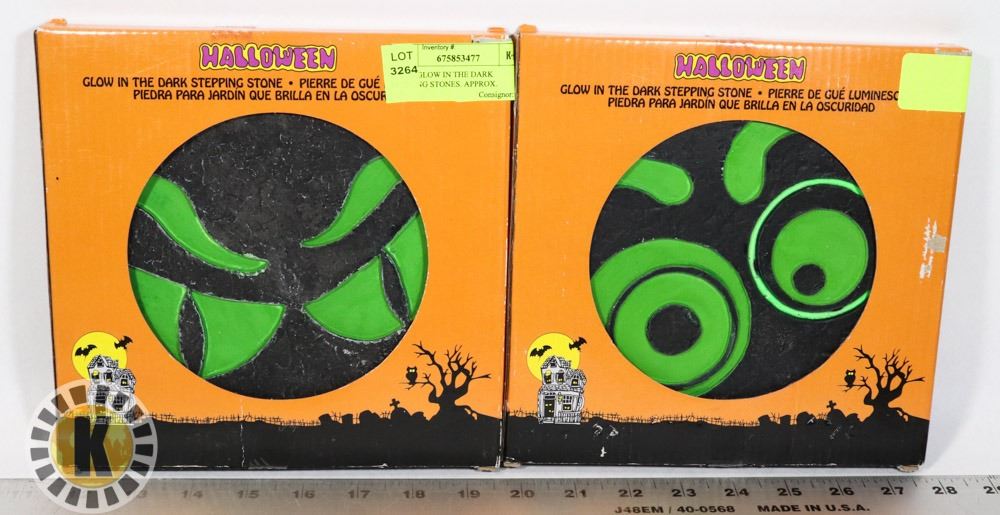 HALLOWEEN
GLOW IN THE DARK STEPPING STONE • PIERRE DE GUÉ
PIEDRA PARA JARDÍN QUE BRILLA EN LA OSCUR
LOT
3264
Inventory #
675853477
GLOW IN THE DARK
NG STONES. APPROX.
Consignor:
HALLOWEEN
GLOW IN THE DARK STEPPING STONE • PIERRE DE GUÉ LUMINESC
PIEDRA PARA JARDÍN QUE BRILLA EN LA OSCURIDAD
K
13 14 15 16 17 18 19 20 21 22 23 24 25 26 27 28 29
J48EM / 40-0568 MADE IN U.S.A.